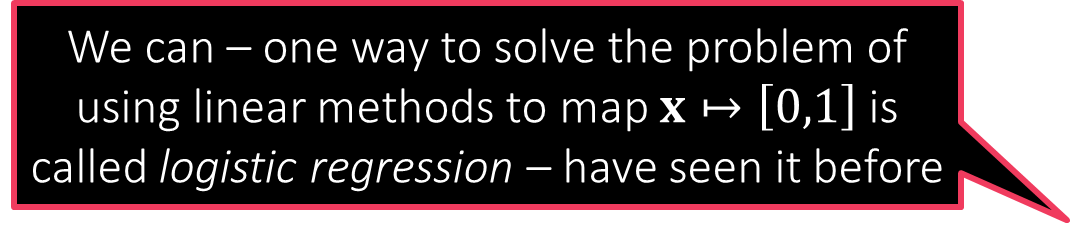 We can – one way to solve the problem of
using linear methods to map 𝐱 ↦ [0,1] is
called logistic regression – have seen it before